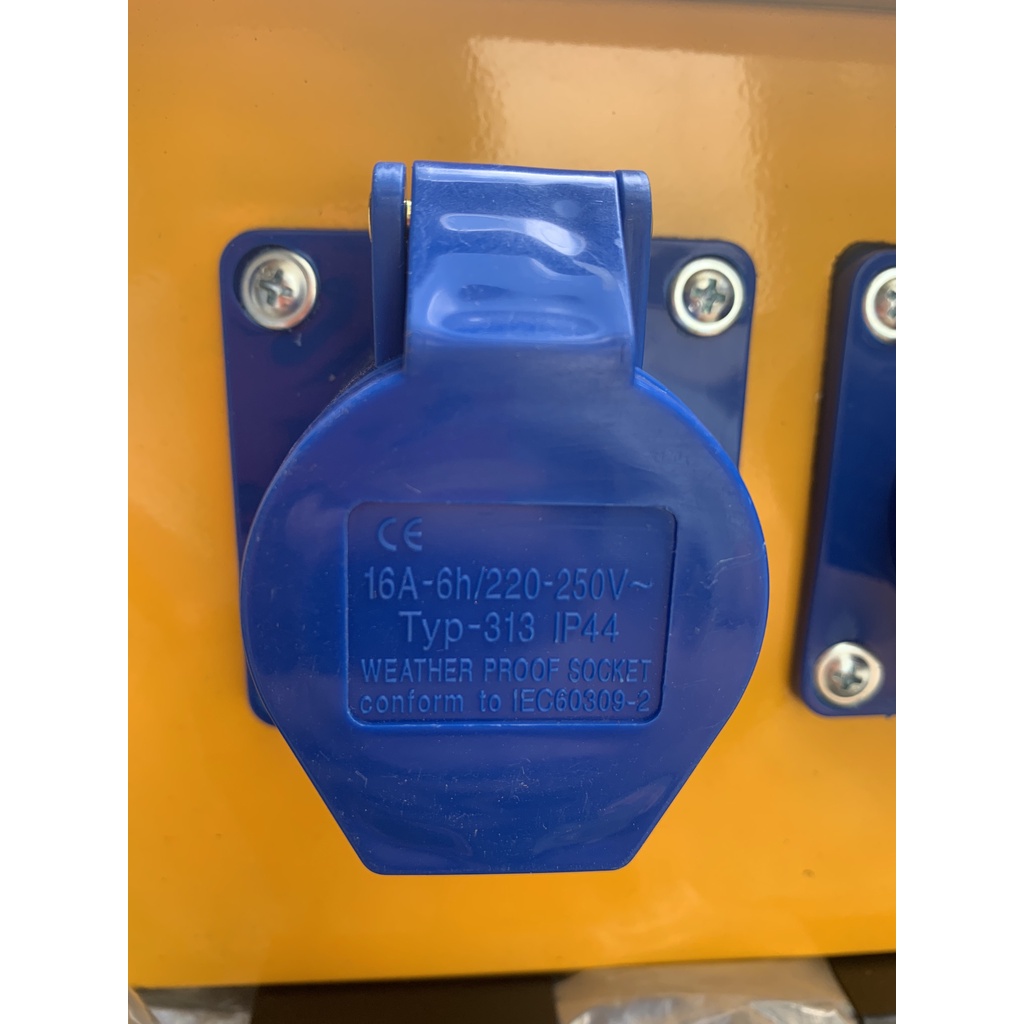 CE
16A-6h/220-250V~
Typ-313 IP44
WEATHER PROOF SOCKET
conform to IEC60309-2